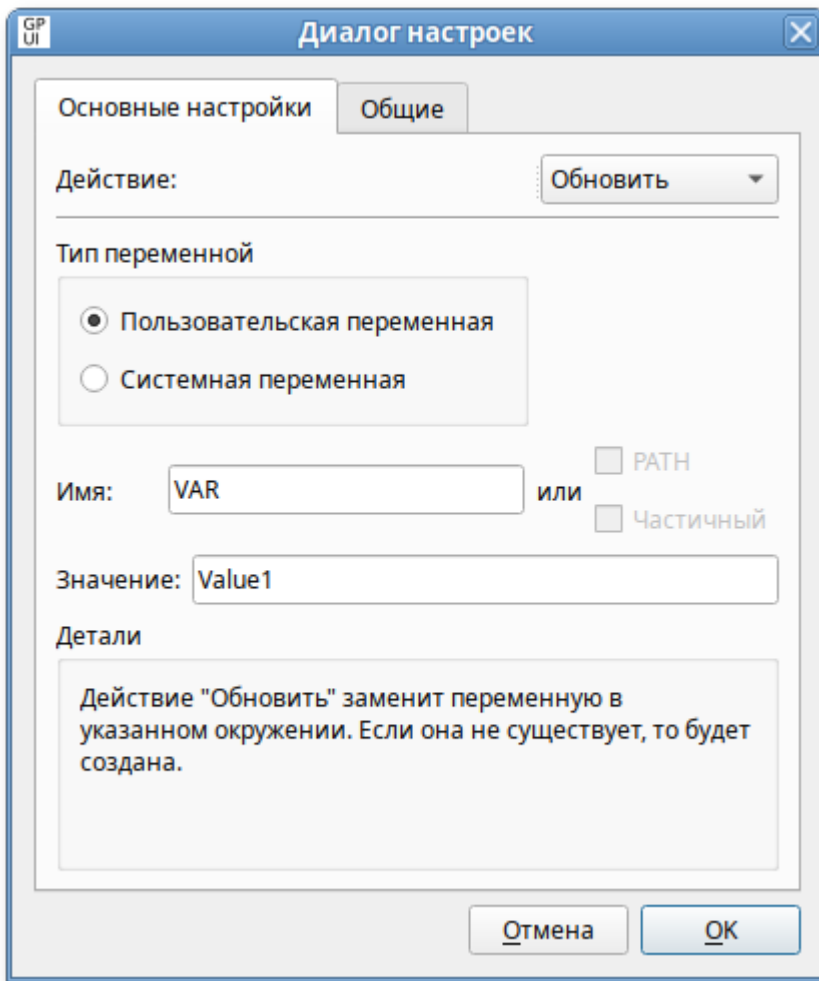 GP
UI
Диалог настроек
Основные настройки
Общие
Действие:
Обновить
Тип переменной
Пользовательская переменная
Системная переменная
Имя:
VAR
или
PATH
Частичный
Значение:
Value1
Детали
Действие "Обновить" заменит переменную в
указанном окружении. Если она не существует, то будет
создана.
Отмена
OK